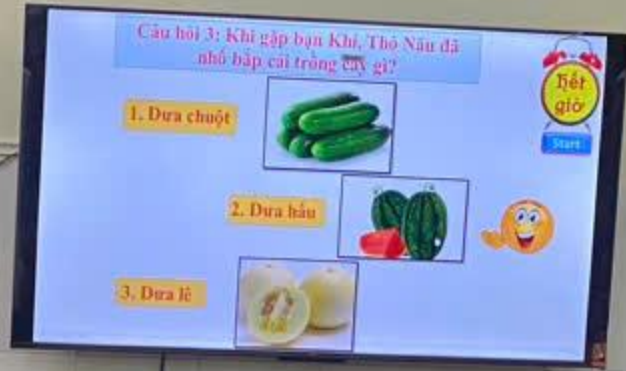 Câu hỏi 3: Khi gặp bạn Khỉ, Thỏ Nâu đã
nhổ bắp cải trồng cây gì?
hết
giờ
Start
1. Dưa chuột
2. Dưa hấu
3. Dưa lê